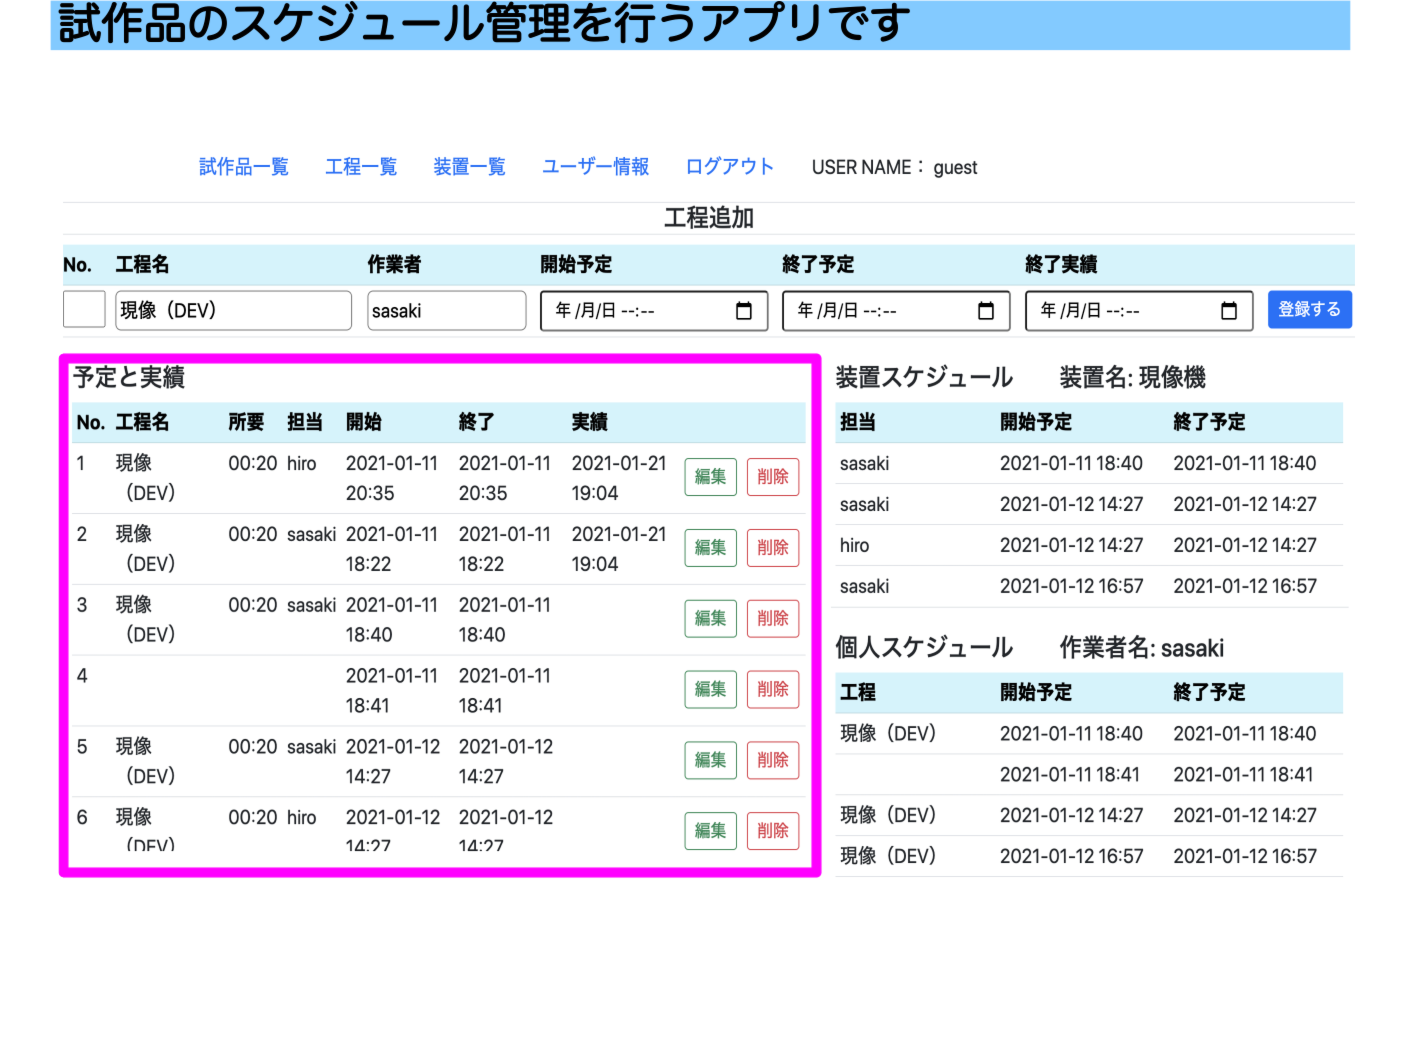 試作品のスケジュール管理を行うアプリです
試作品一覧 工程一覧 装置一覧 ユーザー情報 ログアウト USER NAME： guest
工程追加
No. 工程名 作業者 開始予定 終了予定 終了実績
現像（DEV） sasaki 年 /月/日 --:-- 年 /月/日 --:-- 年 /月/日 --:-- 登録する
予定と実績
No. 工程名 所要 担当 開始 終了 実績
1 現像 00:20 hiro 2021-01-11 2021-01-11 2021-01-21 編集 削除
（DEV） 20:35 20:35 19:04
2 現像 00:20 sasaki 2021-01-11 2021-01-11 2021-01-21 編集 削除
（DEV） 18:22 18:22 19:04
3 現像 00:20 sasaki 2021-01-11 2021-01-11 編集 削除
（DEV） 18:40 18:40
4 2021-01-11 2021-01-11 編集 削除
18:41 18:41
5 現像 00:20 sasaki 2021-01-12 2021-01-12 編集 削除
（DEV） 14:27 14:27
6 現像 00:20 hiro 2021-01-12 2021-01-12 編集 削除
（DEV） 14:27 14:27
装置スケジュール 装置名: 現像機
担当 開始予定 終了予定
sasaki 2021-01-11 18:40 2021-01-11 18:40
sasaki 2021-01-12 14:27 2021-01-12 14:27
hiro 2021-01-12 14:27 2021-01-12 14:27
sasaki 2021-01-12 16:57 2021-01-12 16:57
個人スケジュール 作業者名: sasaki
工程 開始予定 終了予定
現像（DEV） 2021-01-11 18:40 2021-01-11 18:40
2021-01-11 18:41 2021-01-11 18:41
現像（DEV） 2021-01-12 14:27 2021-01-12 14:27
現像（DEV） 2021-01-12 16:57 2021-01-12 16:57